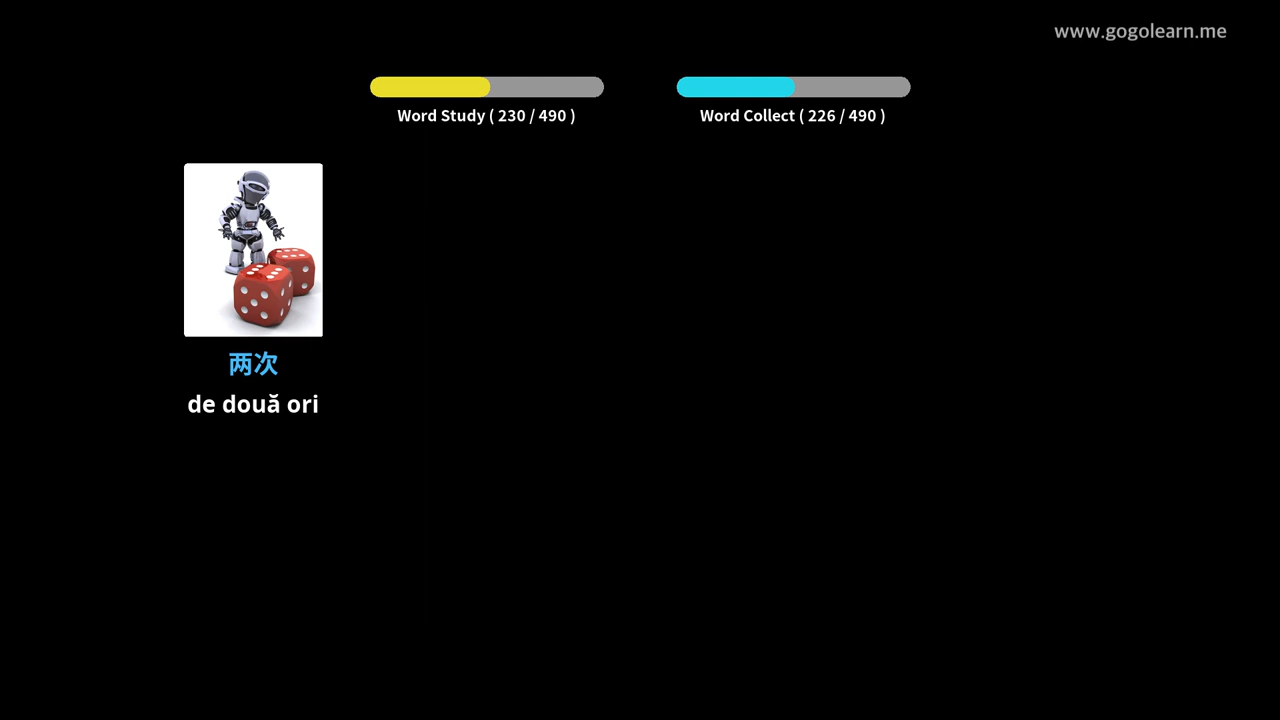 www.gogolearn.me
Word Study ( 230 / 490 )
Word Collect ( 226 / 490 )
两次
de două ori